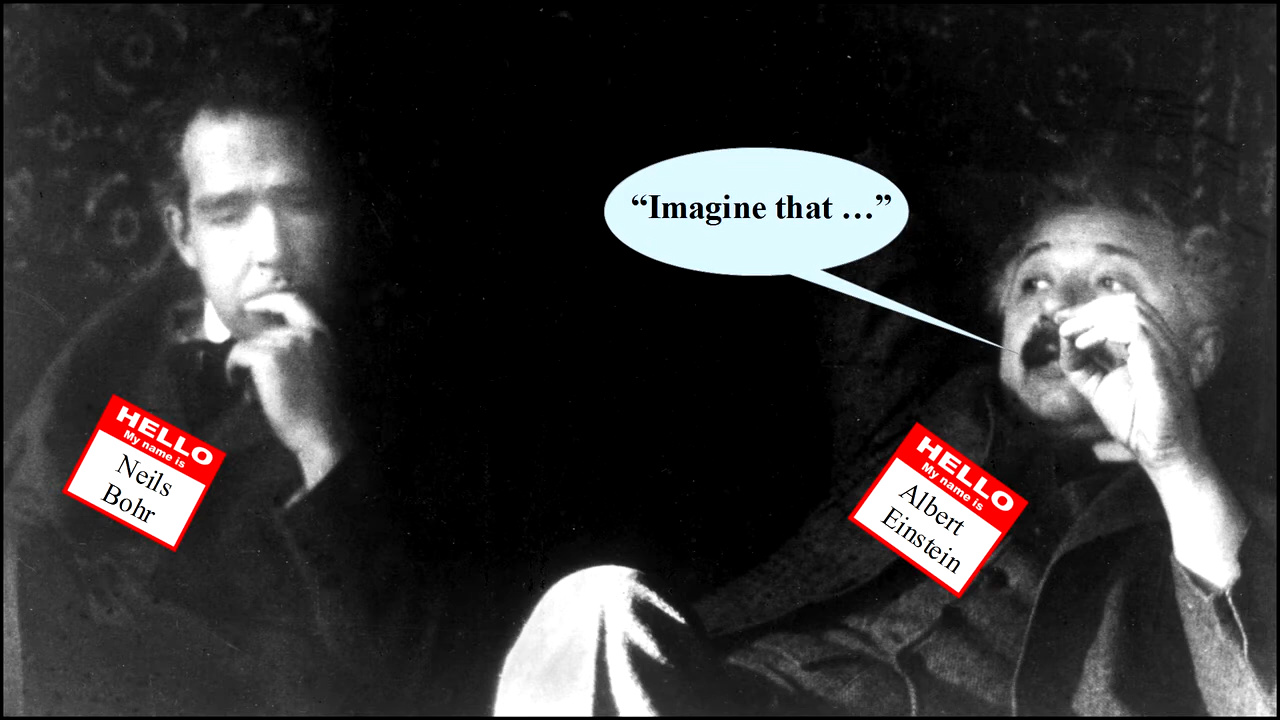 “Imagine that …”
HELLO
My name is
Neils
Bohr
HELLO
My name is
Albert
Einstein